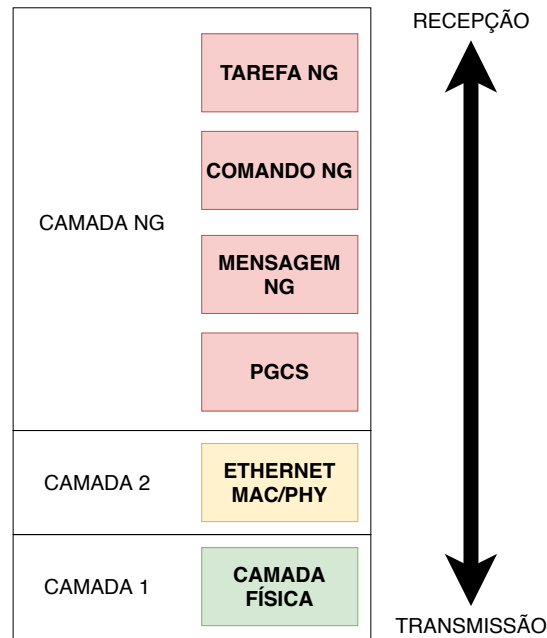 RECEPÇÃO
TAREFA NG
COMANDO NG
CAMADA NG
MENSAGEM
NG
PGCS
CAMADA 2
ETHERNET
MAC/PHY
CAMADA 1
CAMADA
FÍSICA
TRANSMISSÃO